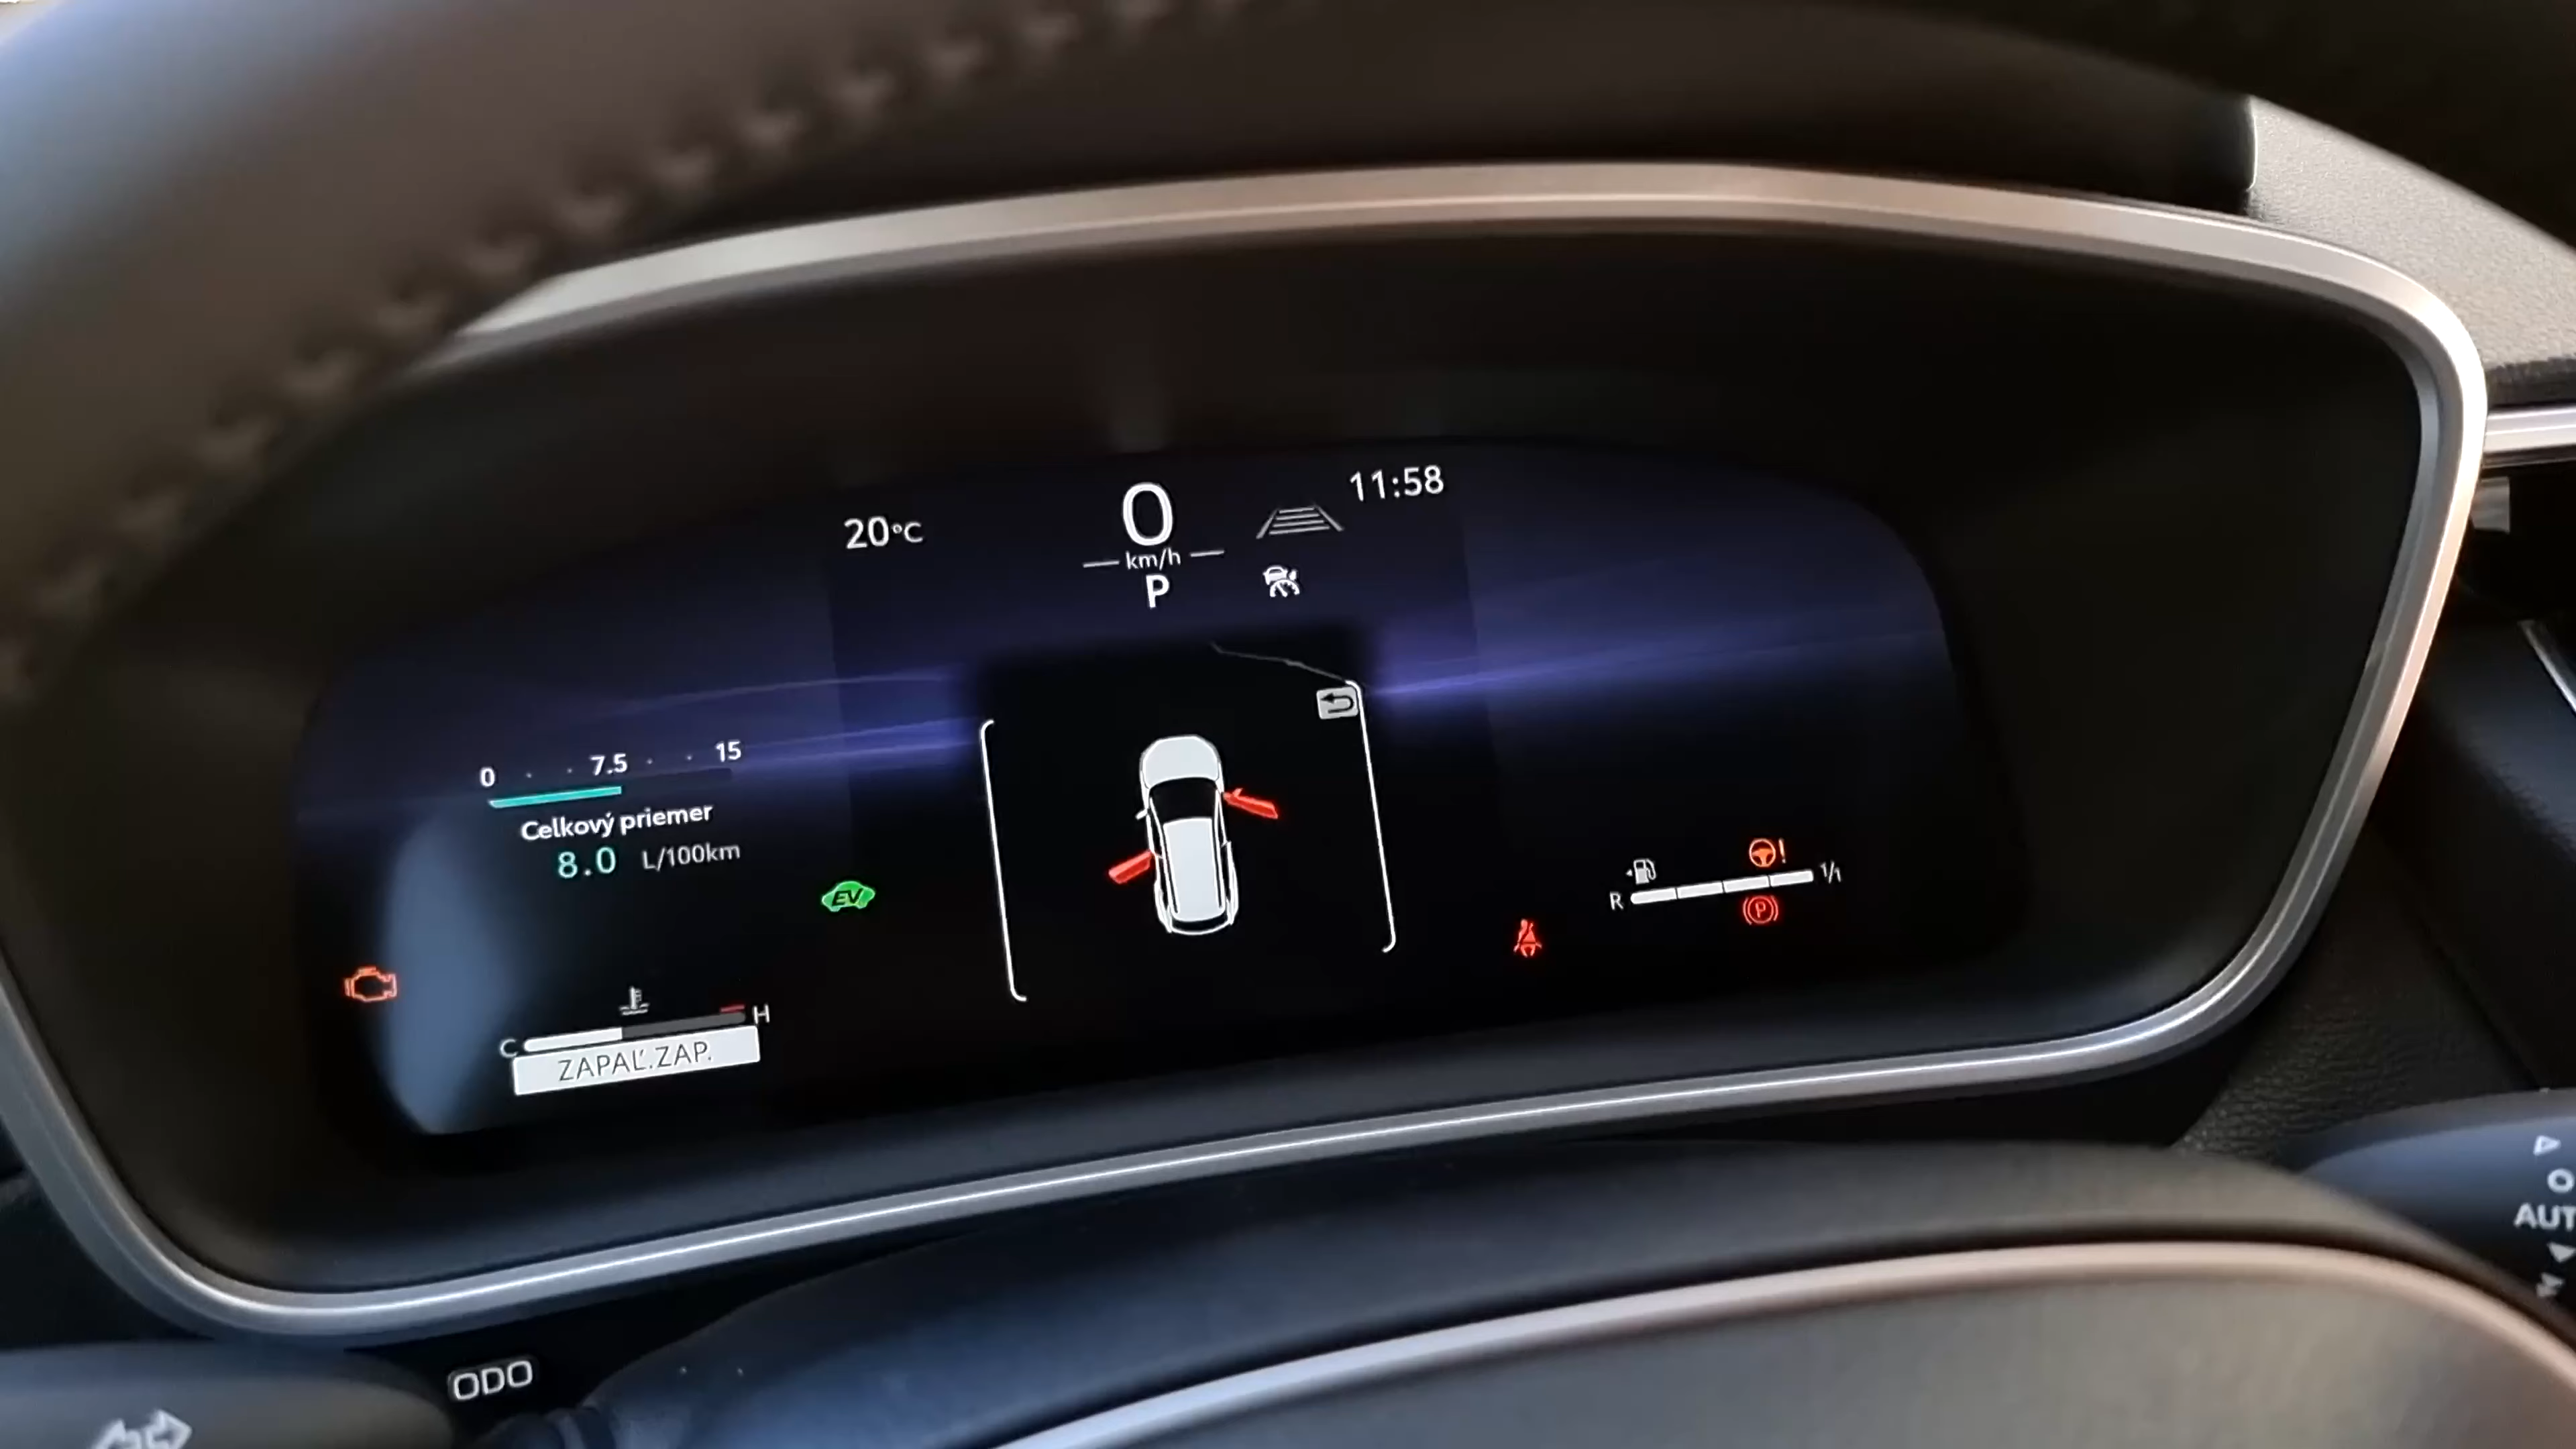 20°C
0
km/h
P
11:58
0 · · 7.5 · · 15
Celkový priemer
8.0 L/100km
EV
C H
ZAPAĽ.ZAP.
R 1/1
!
P
ODO
O
AUT